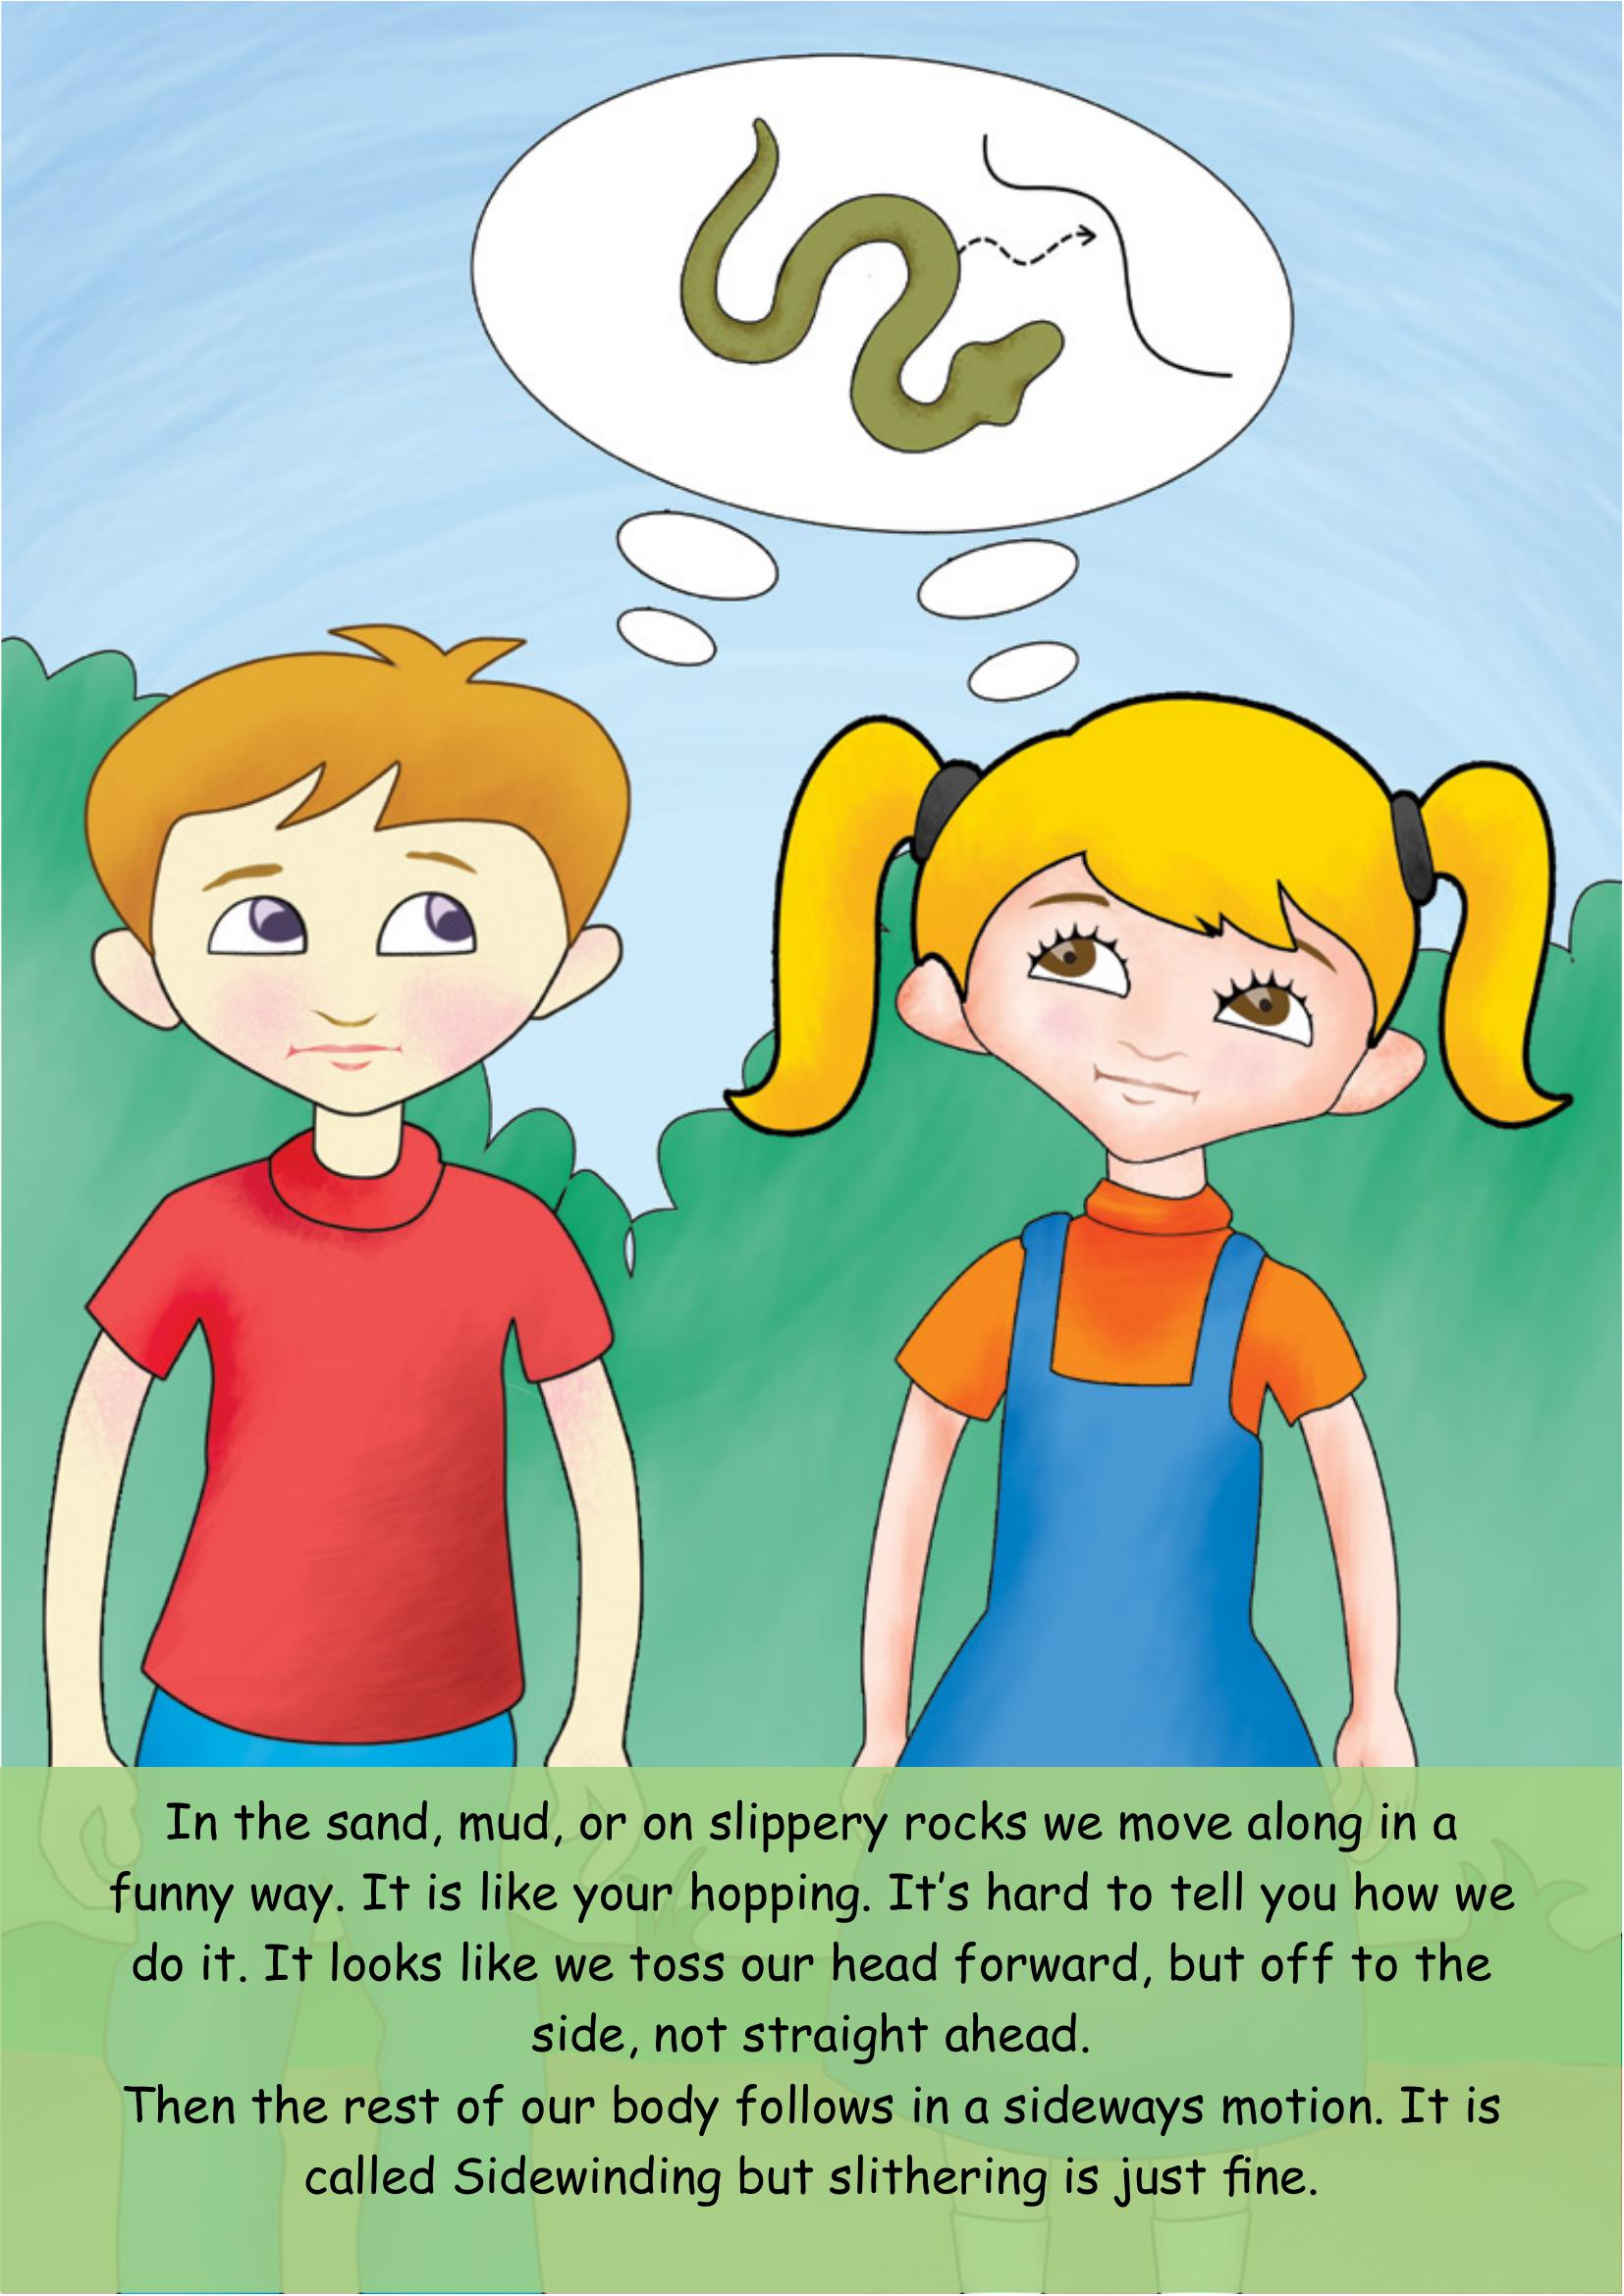 In the sand, mud, or on slippery rocks we move along in a
funny way. It is like your hopping. It's hard to tell you how we
do it. It looks like we toss our head forward, but off to the
side, not straight ahead.
Then the rest of our body follows in a sideways motion. It is
called Sidewinding but slithering is just fine.